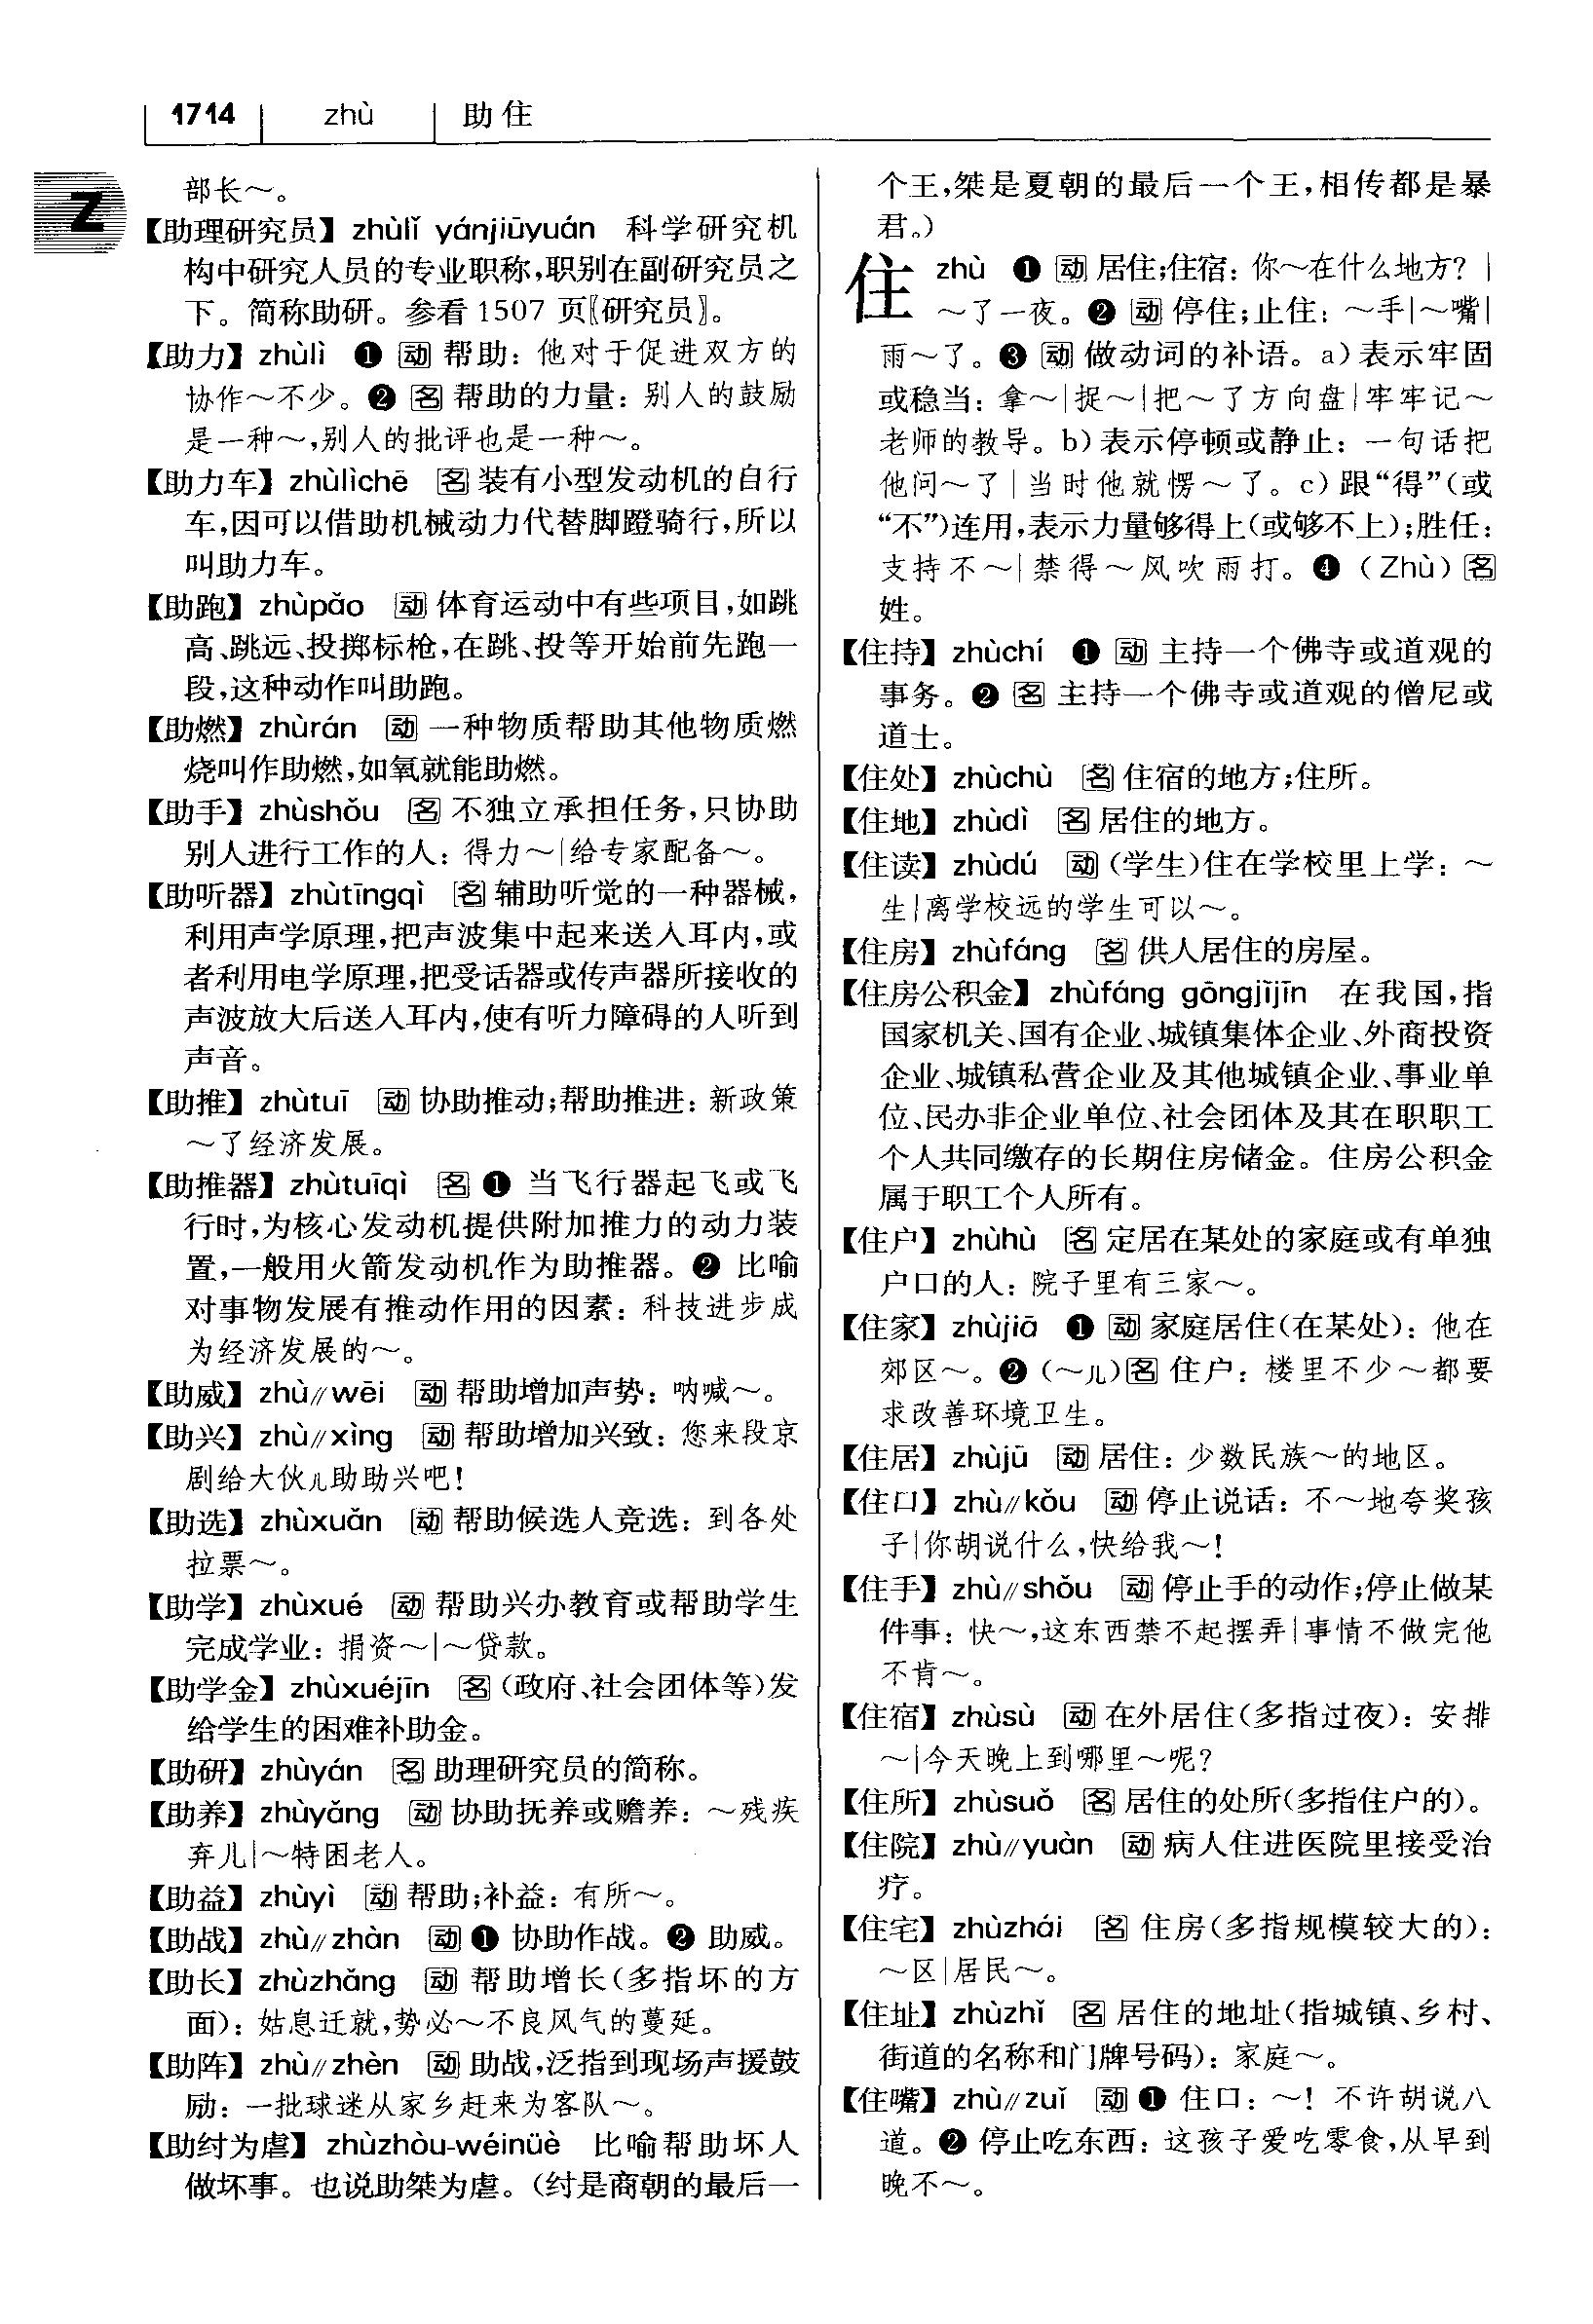 1714 zhù 助住
Z
部长～。
【助理研究员】zhùlǐ yánjiūyuán 科学研究机
构中研究人员的专业职称,职别在副研究员之
下。简称助研。参看1507页〖研究员〗。
【助力】zhùlì ❶ 动 帮助：他对于促进双方的
协作～不少。❷ 名 帮助的力量：别人的鼓励
是一种～,别人的批评也是一种～。
【助力车】zhùlìchē 名 装有小型发动机的自行
车,因可以借助机械动力代替脚蹬骑行,所以
叫助力车。
【助跑】zhùpǎo 动 体育运动中有些项目,如跳
高、跳远、投掷标枪,在跳、投等开始前先跑一
段,这种动作叫助跑。
【助燃】zhùrán 动 一种物质帮助其他物质燃
烧叫作助燃,如氧就能助燃。
【助手】zhùshǒu 名 不独立承担任务,只协助
别人进行工作的人：得力～|给专家配备～。
【助听器】zhùtīngqì 名 辅助听觉的一种器械,
利用声学原理,把声波集中起来送入耳内,或
者利用电学原理,把受话器或传声器所接收的
声波放大后送入耳内,使有听力障碍的人听到
声音。
【助推】zhùtuī 动 协助推动;帮助推进：新政策
～了经济发展。
【助推器】zhùtuīqì 名 ❶ 当飞行器起飞或飞
行时,为核心发动机提供附加推力的动力装
置,一般用火箭发动机作为助推器。❷ 比喻
对事物发展有推动作用的因素：科技进步成
为经济发展的～。
【助威】zhù//wēi 动 帮助增加声势：呐喊～。
【助兴】zhù//xìng 动 帮助增加兴致：您来段京
剧给大伙儿助助兴吧!
【助选】zhùxuǎn 动 帮助候选人竞选：到各处
拉票～。
【助学】zhùxué 动 帮助兴办教育或帮助学生
完成学业：捐资～|～贷款。
【助学金】zhùxuéjīn 名 (政府、社会团体等)发
给学生的困难补助金。
【助研】zhùyán 名 助理研究员的简称。
【助养】zhùyǎng 动 协助抚养或赡养：～残疾
弃儿|～特困老人。
【助益】zhùyì 动 帮助;补益：有所～。
【助战】zhù//zhàn 动 ❶ 协助作战。❷ 助威。
【助长】zhùzhǎng 动 帮助增长(多指坏的方
面)：姑息迁就,势必～不良风气的蔓延。
【助阵】zhù//zhèn 动 助战,泛指到现场声援鼓
励：一批球迷从家乡赶来为客队～。
【助纣为虐】zhùzhòu-wéinüè 比喻帮助坏人
做坏事。也说助桀为虐。(纣是商朝的最后一
个王,桀是夏朝的最后一个王,相传都是暴
君。)
住 zhù ❶ 动 居住;住宿：你～在什么地方? |
～了一夜。❷ 动 停住;止住：～手|～嘴|
雨～了。❸ 动 做动词的补语。a)表示牢固
或稳当：拿～|捉～|把～了方向盘|牢牢记～
老师的教导。b)表示停顿或静止：一句话把
他问～了|当时他就愣～了。c)跟“得”(或
“不”)连用,表示力量够得上(或够不上);胜任：
支持不～|禁得～风吹雨打。❹ (Zhù) 名
姓。
【住持】zhùchí ❶ 动 主持一个佛寺或道观的
事务。❷ 名 主持一个佛寺或道观的僧尼或
道士。
【住处】zhùchù 名 住宿的地方;住所。
【住地】zhùdì 名 居住的地方。
【住读】zhùdú 动 (学生)住在学校里上学：～
生|离学校远的学生可以～。
【住房】zhùfáng 名 供人居住的房屋。
【住房公积金】zhùfáng gōngjījīn 在我国,指
国家机关、国有企业、城镇集体企业、外商投资
企业、城镇私营企业及其他城镇企业、事业单
位、民办非企业单位、社会团体及其在职职工
个人共同缴存的长期住房储金。住房公积金
属于职工个人所有。
【住户】zhùhù 名 定居在某处的家庭或有单独
户口的人：院子里有三家～。
【住家】zhùjiā ❶ 动 家庭居住(在某处)：他在
郊区～。❷ (～儿)名 住户：楼里不少～都要
求改善环境卫生。
【住居】zhùjū 动 居住：少数民族～的地区。
【住口】zhù//kǒu 动 停止说话：不～地夸奖孩
子|你胡说什么,快给我～!
【住手】zhù//shǒu 动 停止手的动作;停止做某
件事：快～,这东西禁不起摆弄|事情不做完他
不肯～。
【住宿】zhùsù 动 在外居住(多指过夜)：安排
～|今天晚上到哪里～呢?
【住所】zhùsuǒ 名 居住的处所(多指住户的)。
【住院】zhù//yuàn 动 病人住进医院里接受治
疗。
【住宅】zhùzhái 名 住房(多指规模较大的)：
～区|居民～。
【住址】zhùzhǐ 名 居住的地址(指城镇、乡村、
街道的名称和门牌号码)：家庭～。
【住嘴】zhù//zuǐ 动 ❶ 住口：～! 不许胡说八
道。❷ 停止吃东西：这孩子爱吃零食,从早到
晚不～。